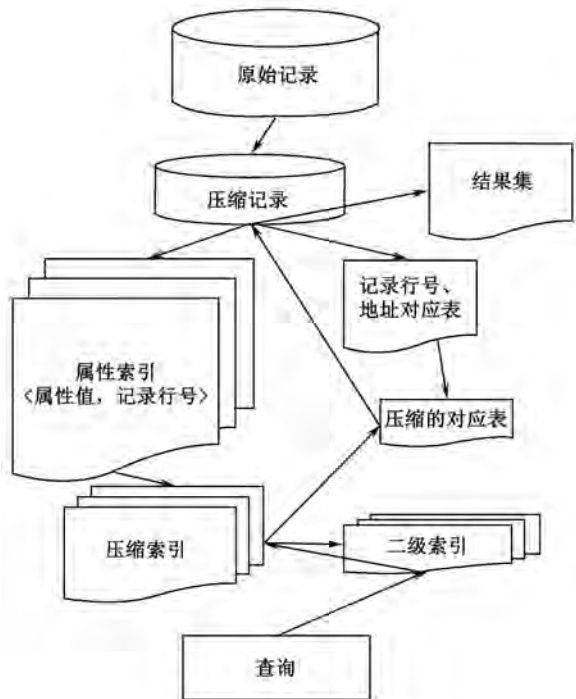 原始记录
压缩记录
结果集
记录行号、
地址对应表
属性索引
<属性值，记录行号>
压缩的对应表
压缩索引
二级索引
查询